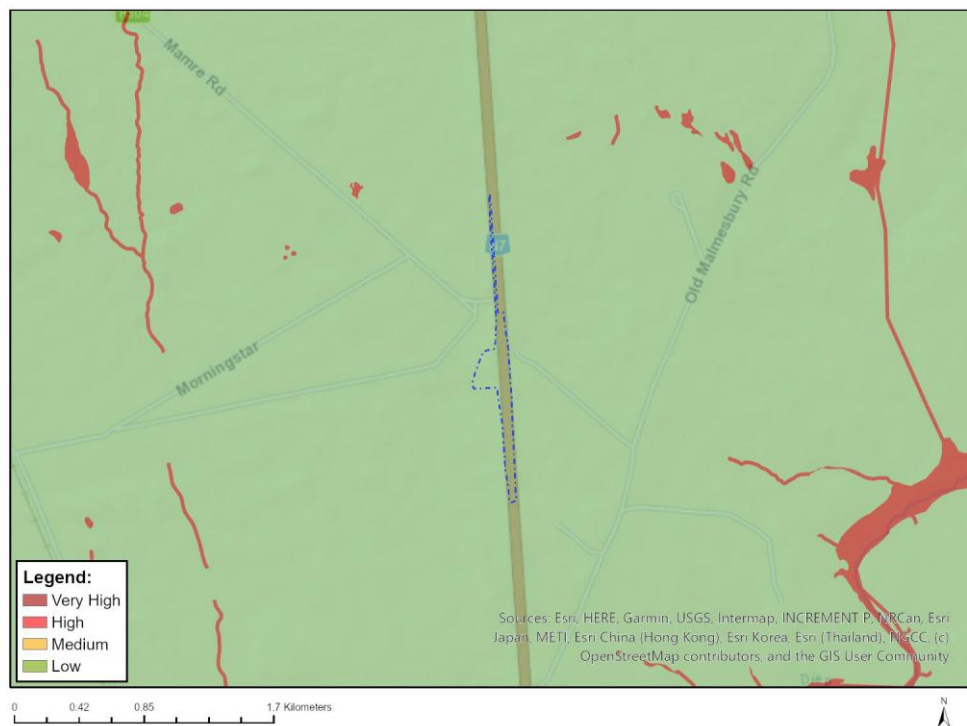 Mamre Rd
Old Malmesbury Rd
Morningstar
Legend:
Very High
High
Medium
Low
Sources: Esri, HERE, Garmin, USGS, Intermap, INCREMENT P, NRCan, Esri
Japan, METI, Esri China (Hong Kong), Esri Korea, Esri (Thailand), NGCC, (c)
OpenStreetMap contributors, and the GIS User Community
0 0.42 0.85 1.7 Kilometers
N